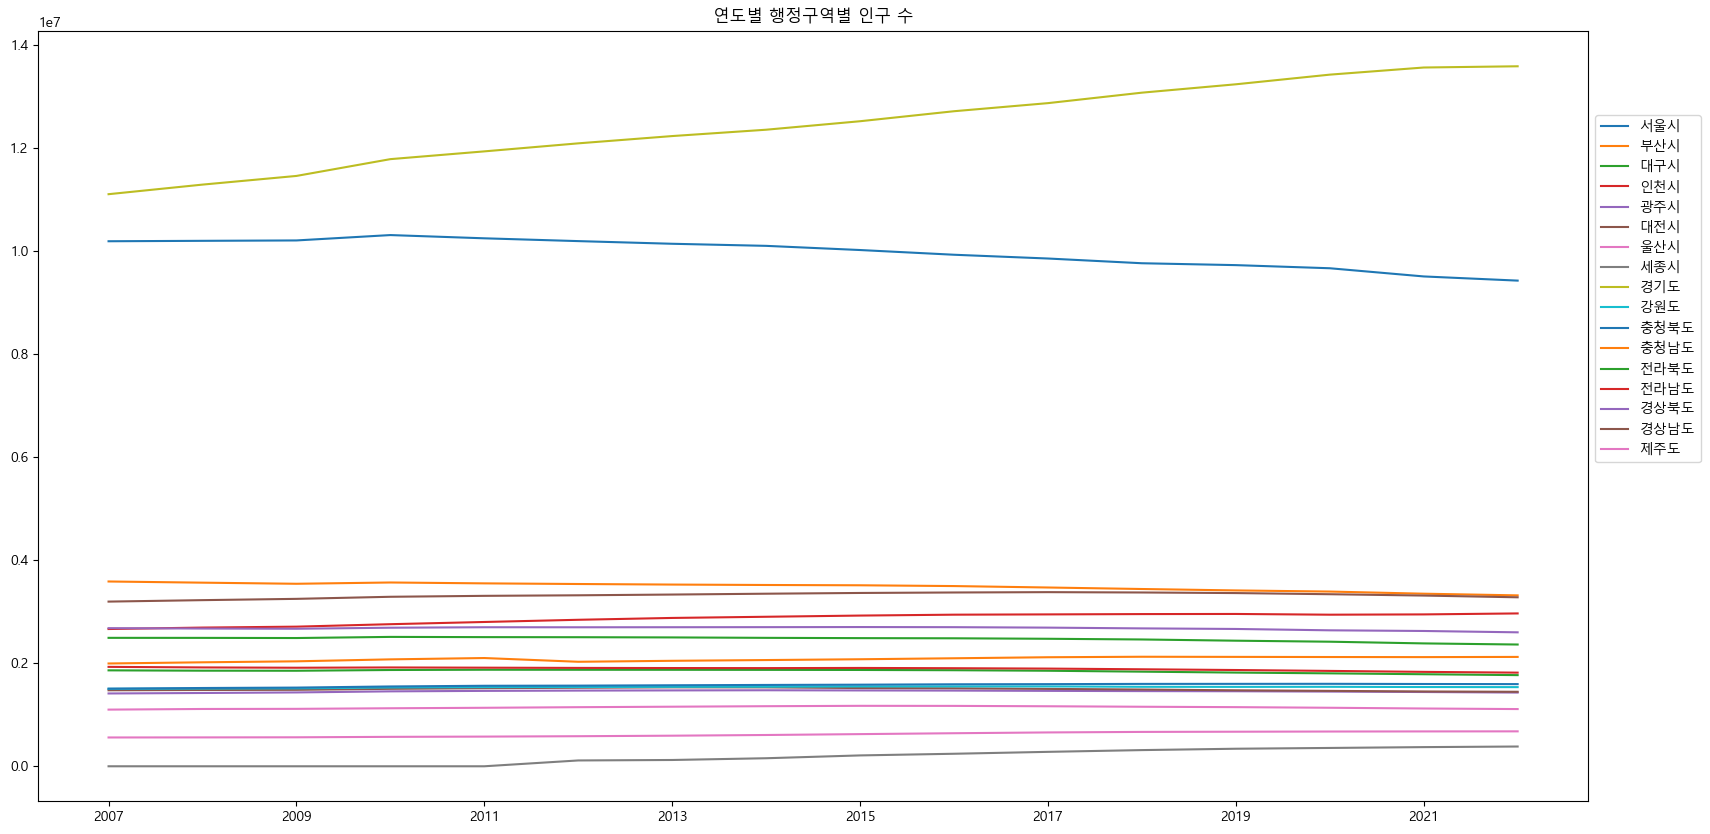 연도별 행정구역별 인구 수
1e7
1.4
1.2
1.0
0.8
0.6
0.4
0.2
0.0
2007 2009 2011 2013 2015 2017 2019 2021
서울시
부산시
대구시
인천시
광주시
대전시
울산시
세종시
경기도
강원도
충청북도
충청남도
전라북도
전라남도
경상북도
경상남도
제주도